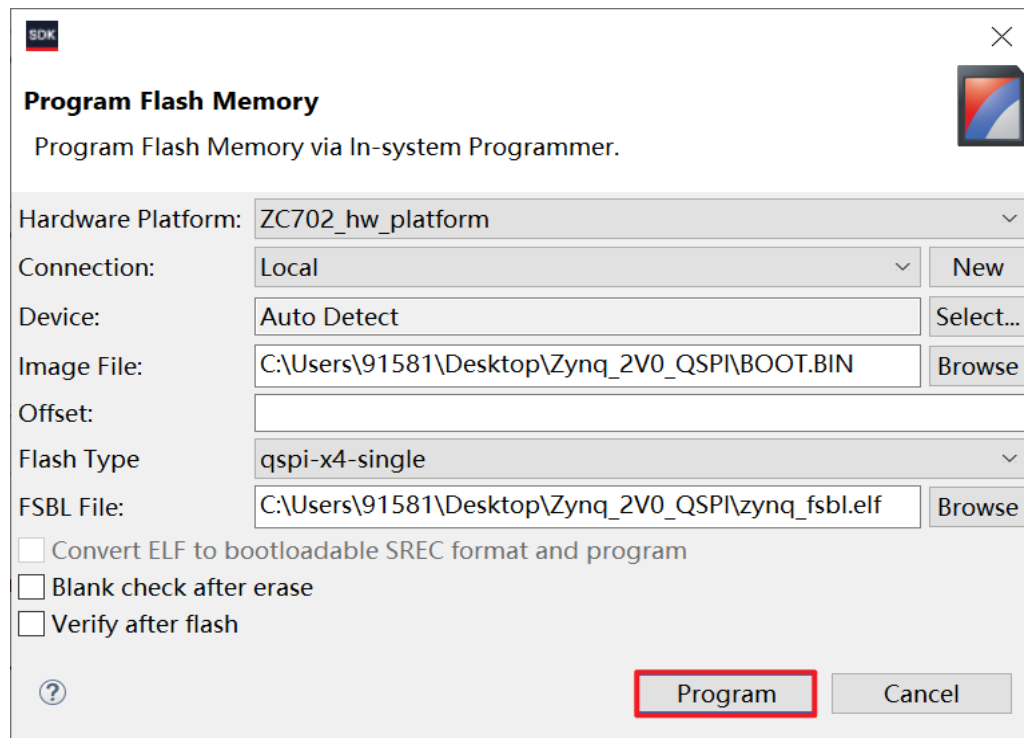 SDK
Program Flash Memory
Program Flash Memory via In-system Programmer.
Hardware Platform: ZC702_hw_platform
Connection: Local New
Device: Auto Detect Select...
Image File: C:\Users\91581\Desktop\Zynq_2V0_QSPI\BOOT.BIN Browse
Offset:
Flash Type qspi-x4-single
FSBL File: C:\Users\91581\Desktop\Zynq_2V0_QSPI\zynq_fsbl.elf Browse
Convert ELF to bootloadable SREC format and program
Blank check after erase
Verify after flash
? Program Cancel